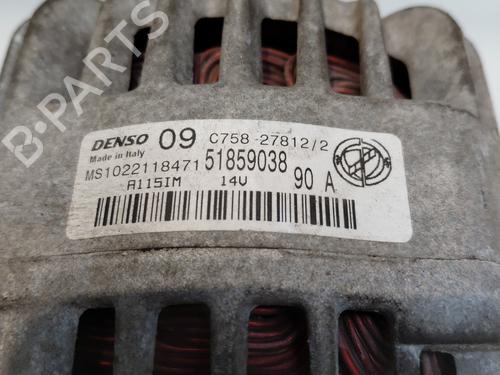 B-PARTS
DENSO 09 C758-27812/2
Made in Italy
MS1022118471 51859038
A115IM 14V 90 A